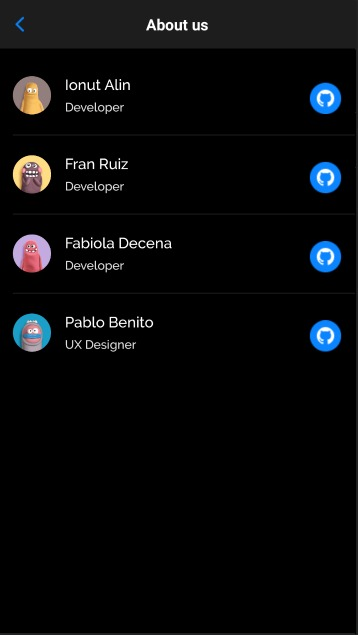 About us
Ionut Alin
Developer
Fran Ruiz
Developer
Fabiola Decena
Developer
Pablo Benito
UX Designer